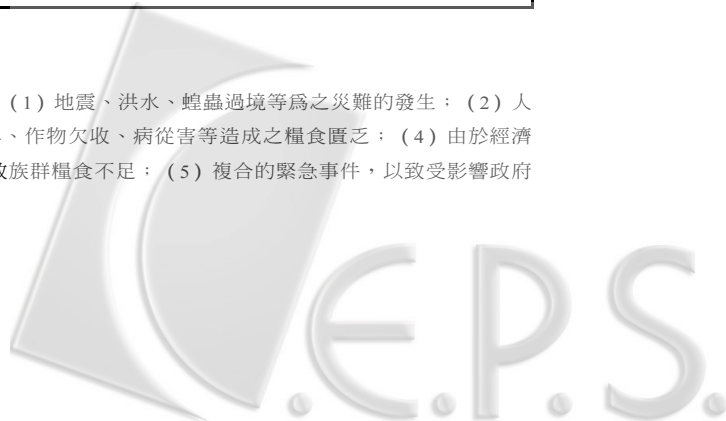 (1)地震、洪水、蝗蟲過境等爲之災難的發生;(2)人
、作物欠收、病從害等造成之糧食匱乏;(4)由於經濟
族群糧食不足;(5)複合的緊急事件,以致受影響政府
C.E.P.S.